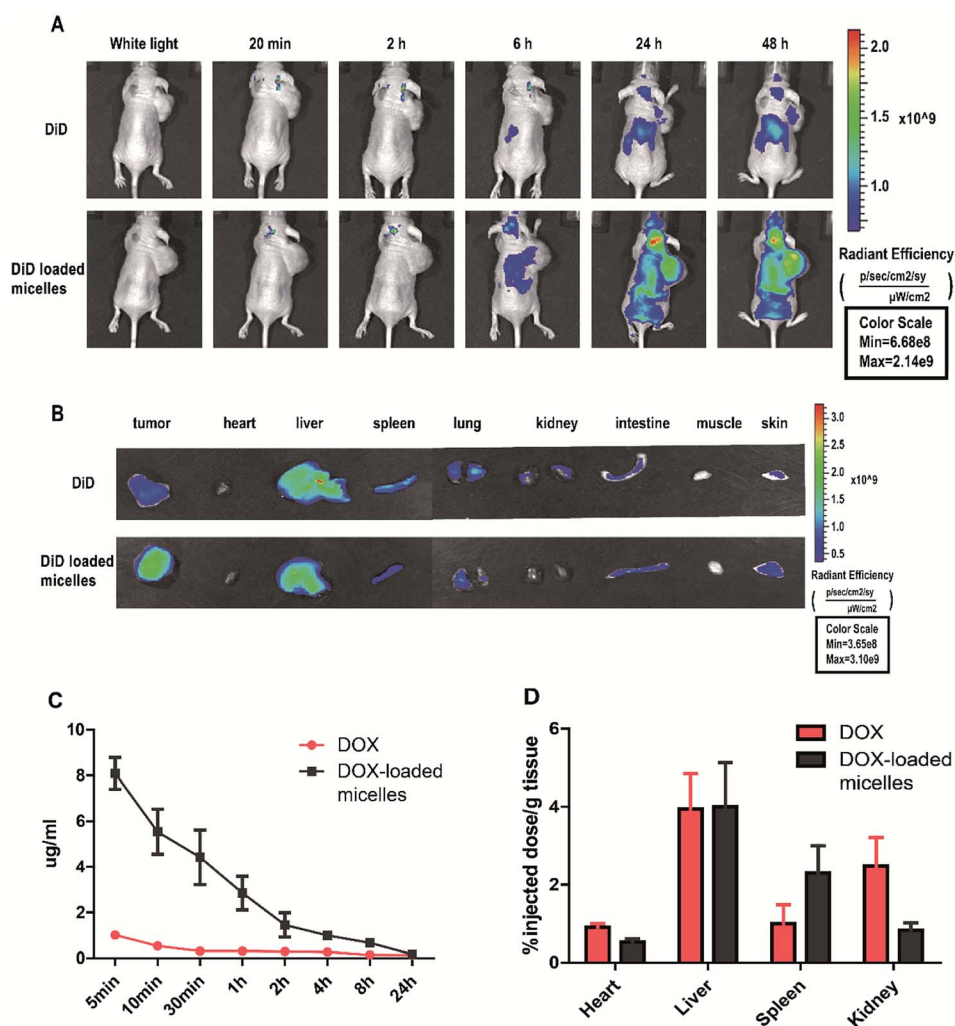 A
White light 20 min 2 h 6 h 24 h 48 h
DiD
DiD loaded
micelles
2.0
1.5
x10^9
1.0
Radiant Efficiency
( p/sec/cm2/sy
µW/cm2 )
Color Scale
Min=6.68e8
Max=2.14e9
B
tumor heart liver spleen lung kidney intestine muscle skin
DiD
DiD loaded
micelles
3.0
2.5
2.0
x10^9
1.5
1.0
0.5
Radiant Efficiency
( p/sec/cm2/sy
µW/cm2 )
Color Scale
Min=3.65e8
Max=3.10e9
C
ug/ml
10
8
6
4
2
0
5min 10min 30min 1h 2h 4h 8h 24h
DOX
DOX-loaded
micelles
D
%injected dose/g tissue
6
4
2
0
Heart Liver Spleen Kidney
DOX
DOX-loaded
micelles